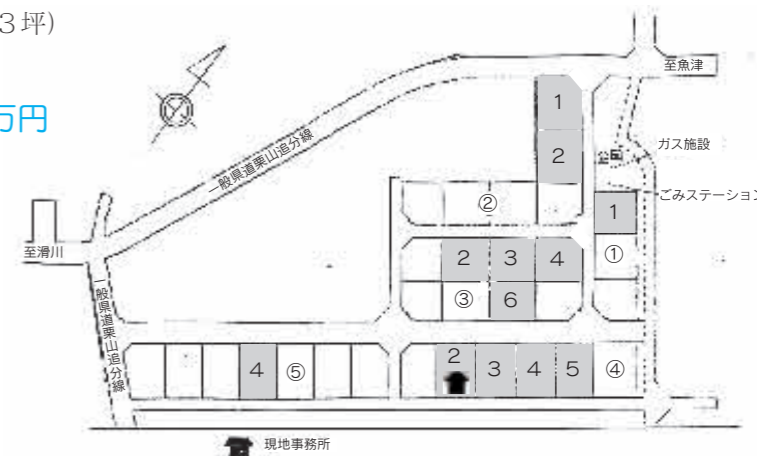 3坪)
万円
至魚津
1
ガス施設
2
公園
一般県道栗山追分線
ごみステーション
②
1
至滑川
2
3
4
①
③
6
一般県道栗山追分線
4
⑤
2
3
4
5
④
現地事務所